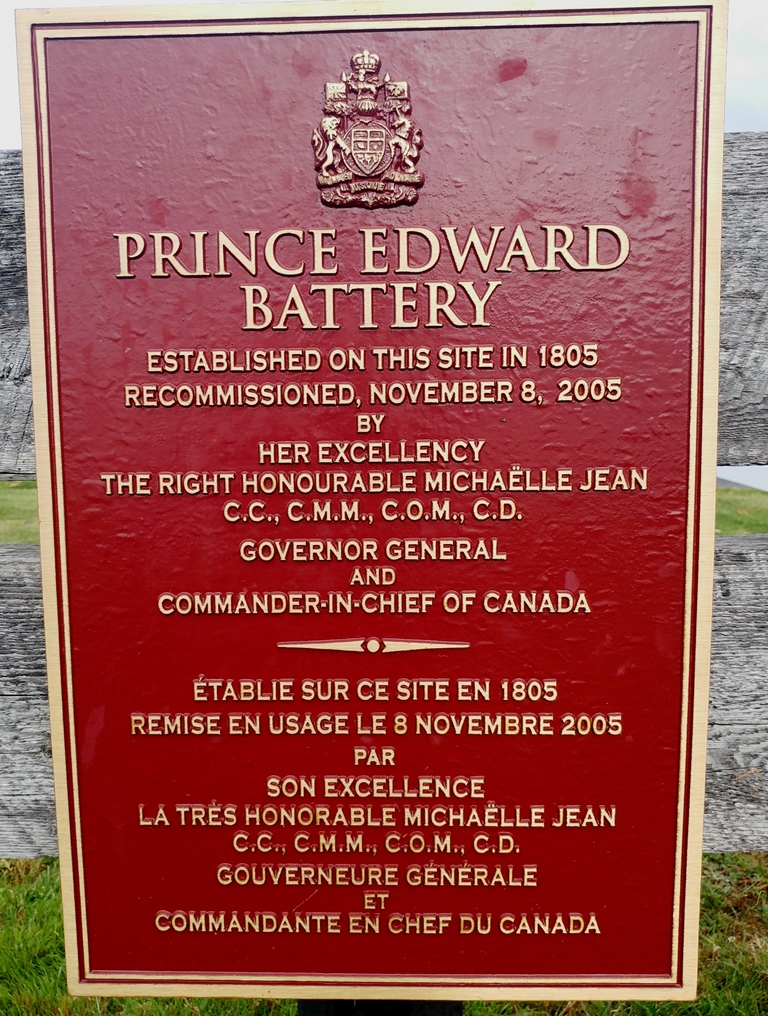 PRINCE EDWARD
BATTERY
ESTABLISHED ON THIS SITE IN 1805
RECOMMISSIONED, NOVEMBER 8, 2005
BY
HER EXCELLENCY
THE RIGHT HONOURABLE MICHAËLLE JEAN
C.C., C.M.M., C.O.M., C.D.
GOVERNOR GENERAL
AND
COMMANDER-IN-CHIEF OF CANADA
ÉTABLIE SUR CE SITE EN 1805
REMISE EN USAGE LE 8 NOVEMBRE 2005
PAR
SON EXCELLENCE
LA TRÈS HONORABLE MICHAËLLE JEAN
C.C., C.M.M., C.O.M., C.D.
GOUVERNEURE GÉNÉRALE
ET
COMMANDANTE EN CHEF DU CANADA